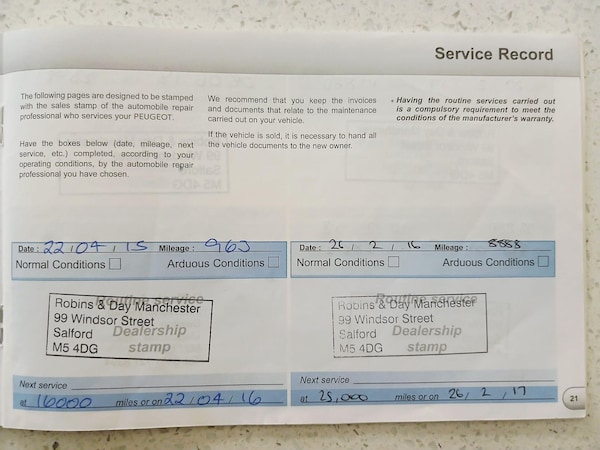 Service Record
The following pages are designed to be stamped
with the sales stamp of the automobile repair
professional who services your PEUGEOT.
Have the boxes below (date, mileage, next
service, etc.) completed, according to your
operating conditions, by the automobile repair
professional you have chosen.
We recommend that you keep the invoices
and documents that relate to the maintenance
carried out on your vehicle.
If the vehicle is sold, it is necessary to hand all
the vehicle documents to the new owner.
• Having the routine services carried out
is a compulsory requirement to meet the
conditions of the manufacturer's warranty.
Date : 22 / 04 / 15 Mileage : 963
Normal Conditions Arduous Conditions
Routine service
Robins & Day Manchester
99 Windsor Street
Salford
M5 4DG
Dealership
stamp
Next service
at 16000 miles or on 22 / 04 / 16
Date : 26 / 2 / 16 Mileage : 8888
Normal Conditions Arduous Conditions
Routine service
Robins & Day Manchester
99 Windsor Street
Salford
M5 4DG
Dealership
stamp
Next service
at 25,000 miles or on 26 / 2 / 17
21